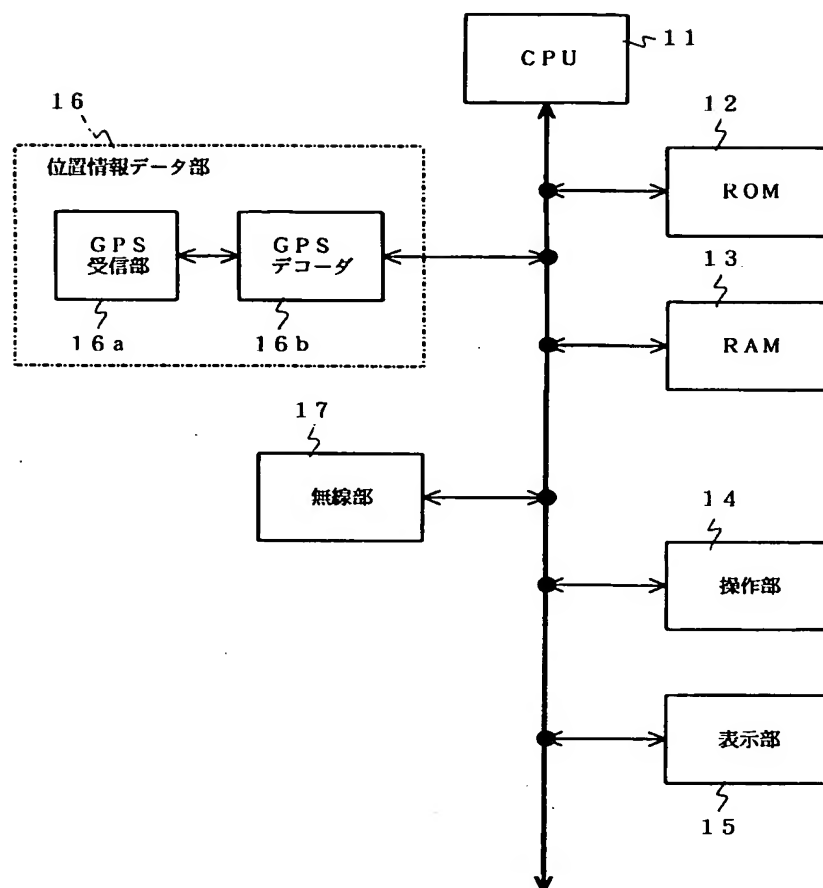 11
CPU
16
12
位置情報データ部
ROM
GPS
受信部
GPS
デコーダ
13
16a
16b
RAM
17
無線部
14
操作部
表示部
15